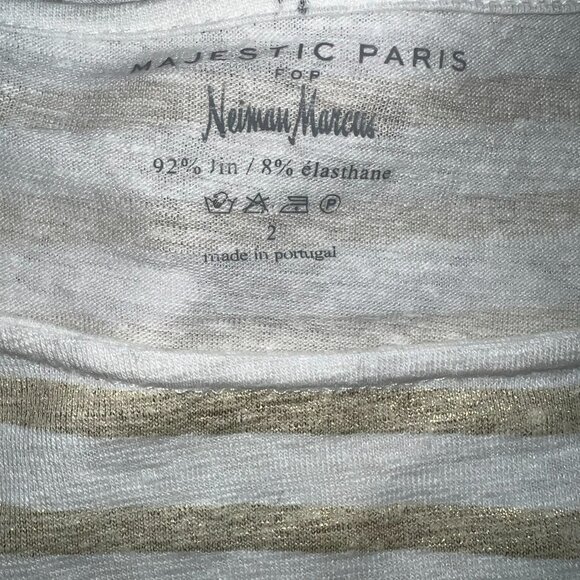 MAJESTIC PARIS
FOR
Neiman Marcus
92% lin / 8% élasthane
P
2
made in portugal